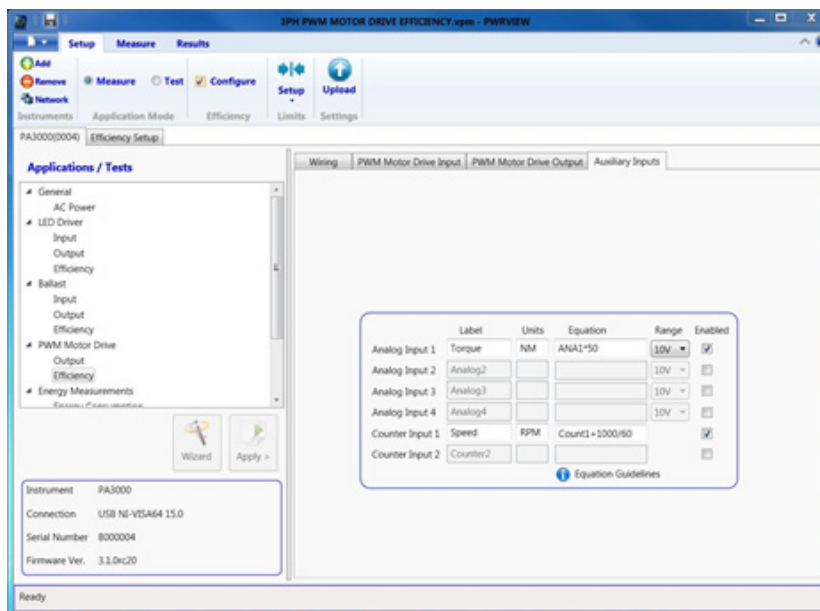 3PH PWM MOTOR DRIVE EFFICIENCY.vpm - PWRVIEW
Setup Measure Results
Add
Remove
Network
Measure Test Configure
Setup Upload
Instruments Application Mode Efficiency Limits Settings
PA3000(0004) Efficiency Setup
Applications / Tests
General
AC Power
LED Driver
Input
Output
Efficiency
Ballast
Input
Output
Efficiency
PWM Motor Drive
Output
Efficiency
Energy Measurements
Energy Consumption
Wizard Apply >
Instrument PA3000
Connection USB NI-VISA64 15.0
Serial Number B000004
Firmware Ver. 3.1.0rc20
Wiring PWM Motor Drive Input PWM Motor Drive Output Auxiliary Inputs
Label Units Equation Range Enabled
Analog Input 1 Torque NM ANA1*50 10V
Analog Input 2 Analog2 10V
Analog Input 3 Analog3 10V
Analog Input 4 Analog4 10V
Counter Input 1 Speed RPM Count1+1000/60
Counter Input 2 Counter2
Equation Guidelines
Ready